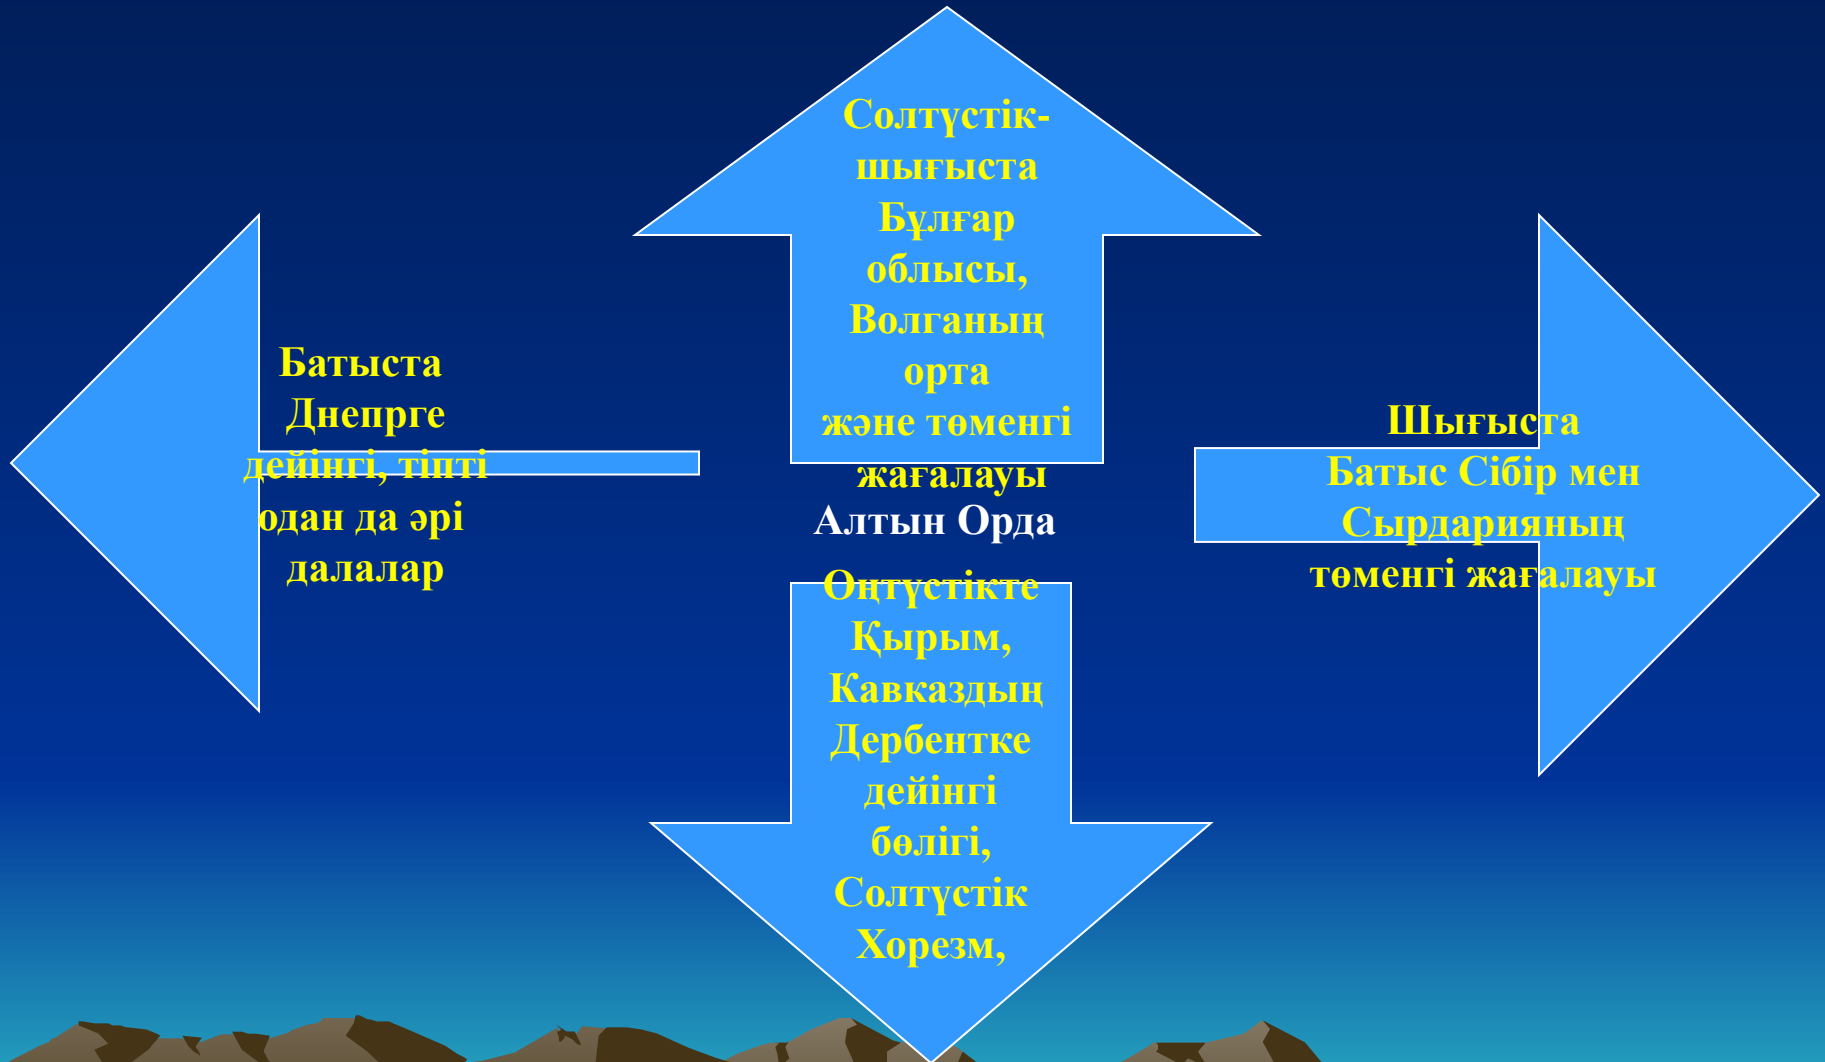 Солтүстік-
шығыста
Бұлғар
облысы,
Волганың
орта
және төменгі
жағалауы
Батыста
Днепрге
дейінгі, тіпті
одан да әрі
далалар
Алтын Орда
Шығыста
Батыс Сібір мен
Сырдарияның
төменгі жағалауы
Оңтүстікте
Қырым,
Кавказдың
Дербентке
дейінгі
бөлігі,
Солтүстік
Хорезм,